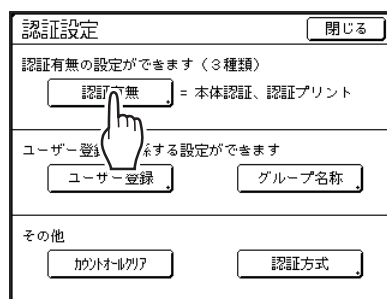 認証設定
閉じる
認証有無の設定ができます（３種類）
認証有無 = 本体認証、認証プリント
ユーザー登 する設定ができます
ユーザー登録 グループ名称
その他
ｶｳﾝﾄｵｰﾙｸﾘｱ 認証方式